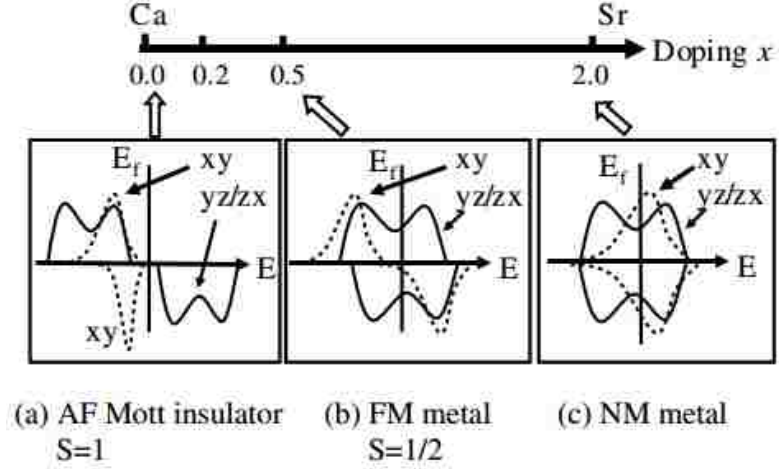 Ca
Sr
Doping x
0.0
0.2
0.5
2.0
E_f
xy
yz/zx
E
xy
E_f
xy
yz/zx
E
E_f
xy
yz/zx
E
(a) AF Mott insulator
S=1
(b) FM metal
S=1/2
(c) NM metal